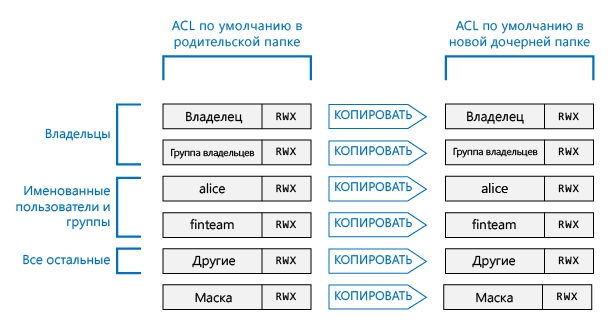 ACL по умолчанию в
родительской папке
ACL по умолчанию в
новой дочерней папке
Владельцы
Владелец RWX КОПИРОВАТЬ Владелец RWX
Группа владельцев RWX КОПИРОВАТЬ Группа владельцев RWX
Именованные
пользователи и
группы
alice RWX КОПИРОВАТЬ alice RWX
finteam RWX КОПИРОВАТЬ finteam RWX
Все остальные
Другие RWX КОПИРОВАТЬ Другие RWX
Маска RWX КОПИРОВАТЬ Маска RWX